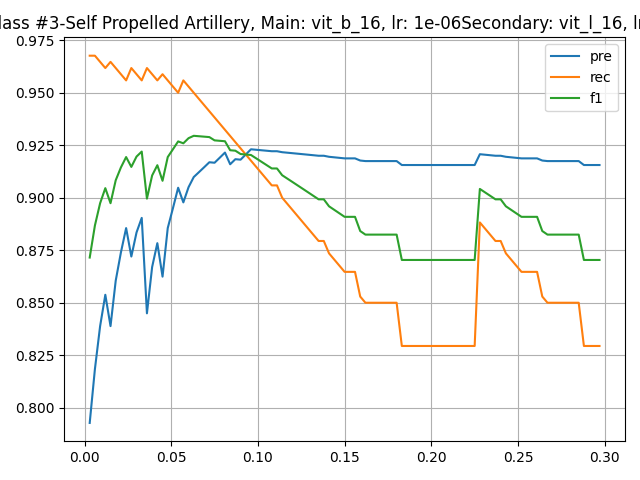 lass #3-Self Propelled Artillery, Main: vit_b_16, lr: 1e-06Secondary: vit_l_16, l
0.975
0.950
0.925
0.900
0.875
0.850
0.825
0.800
0.00 0.05 0.10 0.15 0.20 0.25 0.30
pre
rec
f1